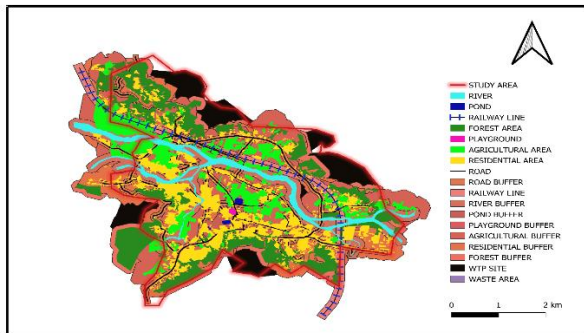 STUDY AREA
RIVER
POND
RAILWAY LINE
FOREST AREA
PLAYGROUND
AGRICULTURAL AREA
RESIDENTIAL AREA
ROAD
ROAD BUFFER
RAILWAY LINE
RIVER BUFFER
POND BUFFER
PLAYGROUND BUFFER
AGRICULTURAL BUFFER
RESIDENTIAL BUFFER
FOREST BUFFER
WTP SITE
WASTE AREA
0 1 2 km